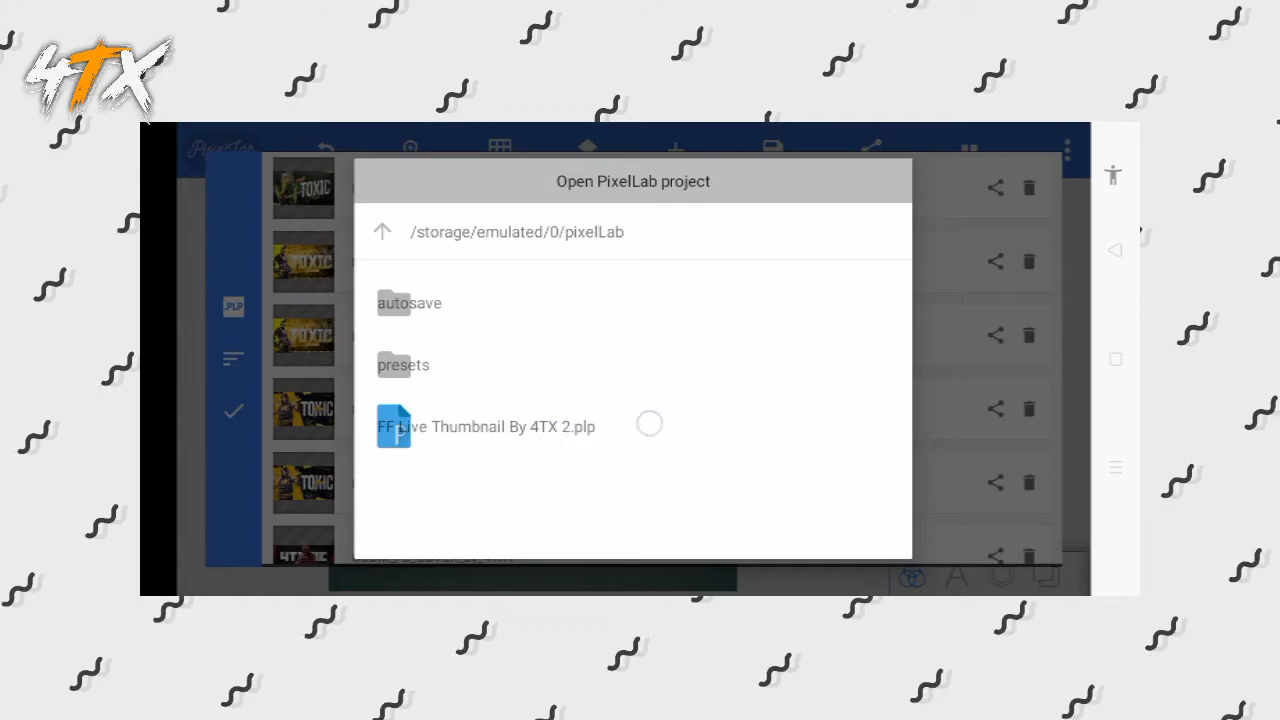 4TX
PixelLab
Open PixelLab project
/storage/emulated/0/pixelLab
autosave
presets
FF Live Thumbnail By 4TX 2.plp
P
.PLP
TOXIC
TOXIC
TOXIC
TOXIC
TOXIC